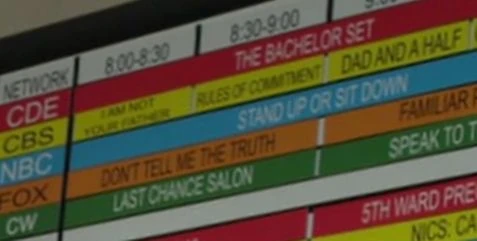 NETWORK 8:00-8:30 8:30-9:00
CDE THE BACHELOR SET
CBS I AM NOT YOUR FATHER RULES OF COMMITMENT DAD AND A HALF
NBC STAND UP OR SIT DOWN
FOX DON'T TELL ME THE TRUTH FAMILIAR
CW LAST CHANCE SALON SPEAK TO
5TH WARD
NICS: